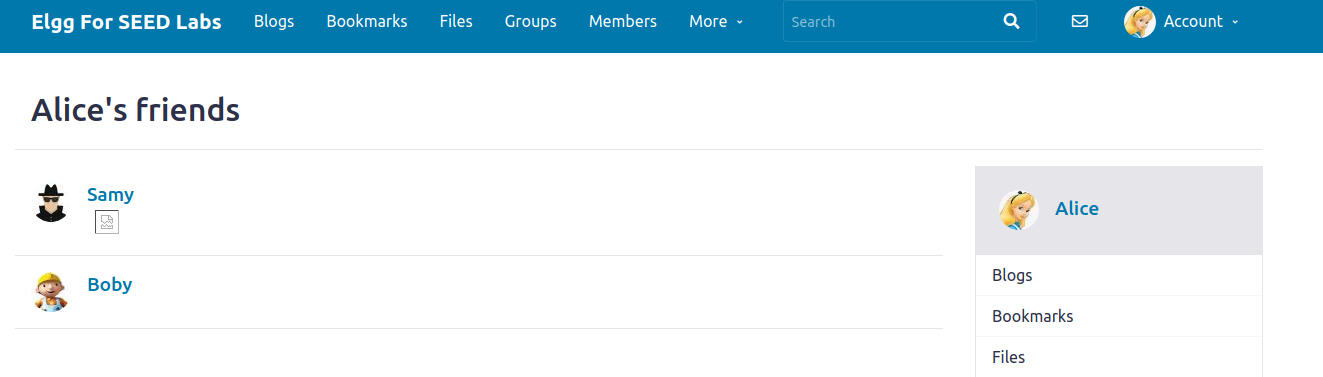 Elgg For SEED Labs Blogs Bookmarks Files Groups Members More Search Account
Alice's friends
Samy
Boby
Alice
Blogs
Bookmarks
Files